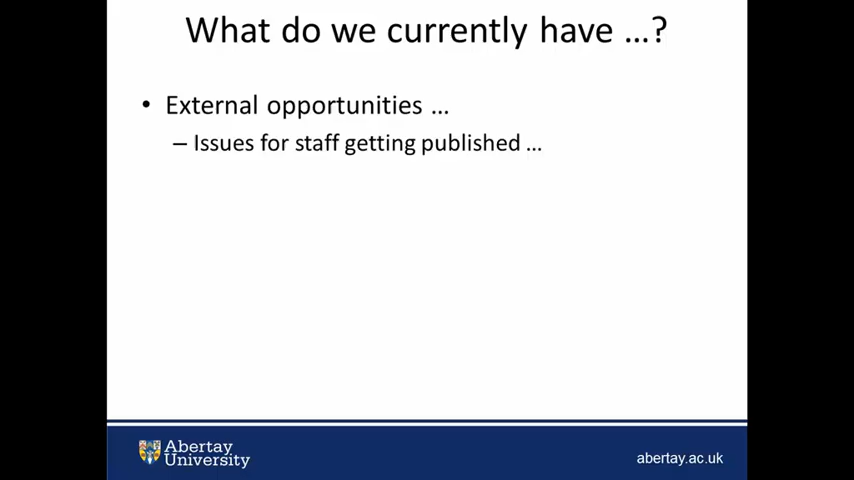 What do we currently have …?
• External opportunities …
– Issues for staff getting published …
Abertay
University
abertay.ac.uk